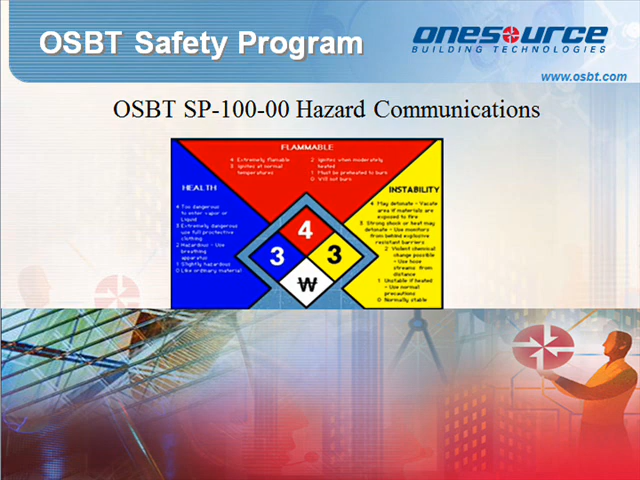 OSBT Safety Program
onesource
BUILDING TECHNOLOGIES
www.osbt.com
OSBT SP-100-00 Hazard Communications
FLAMMABLE
4 Extremely flamable
3 Ignites at normal
temperatures
2 Ignites when moderately
heated
1 Must be preheated to burn
0 Will not burn
HEALTH
4 Too dangerous
to enter vapor or
Liquid
3 Extremely dangerous
use full protective
clothing
2 Hazardous - Use
breathing
apparatus
1 Slightly hazardous
0 Like ordinary material
INSTABILITY
4 May detonate - Vacate
area if materials are
exposed to fire
3 Strong shock or heat may
detonate - Use monitors
from behind explosive
resistant barriers
2 Violent chemical
change possible
- Use hose
streams from
distance
1 Unstable if heated
- Use normal
precautions
0 Normally stable
4
3
3
W